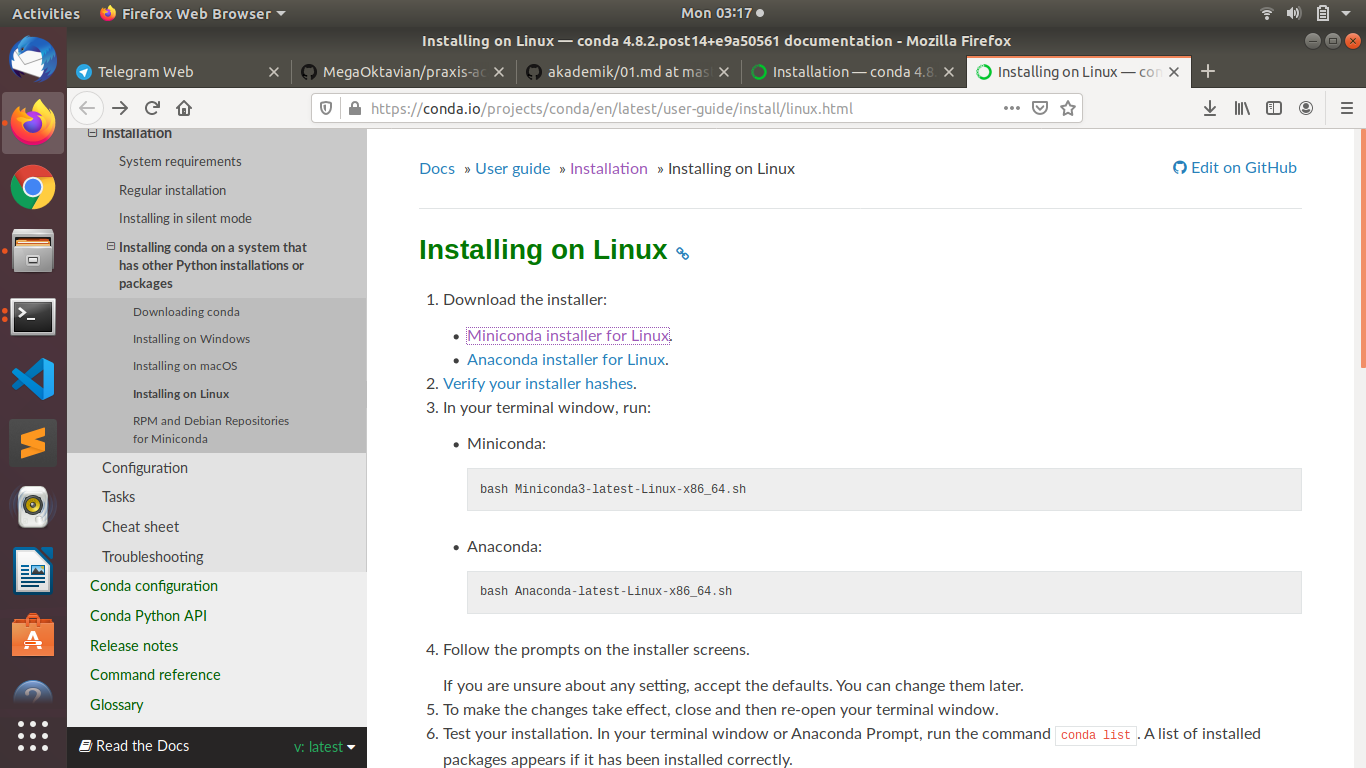 Activities
Firefox Web Browser
Mon 03:17
Installing on Linux — conda 4.8.2.post14+e9a50561 documentation - Mozilla Firefox
Telegram Web
MegaOktavian/praxis-ac
akademik/01.md at mas
Installation — conda 4.8.
Installing on Linux — con
https://conda.io/projects/conda/en/latest/user-guide/install/linux.html
Installation
System requirements
Regular installation
Installing in silent mode
Installing conda on a system that
has other Python installations or
packages
Downloading conda
Installing on Windows
Installing on macOS
Installing on Linux
RPM and Debian Repositories
for Miniconda
Configuration
Tasks
Cheat sheet
Troubleshooting
Conda configuration
Conda Python API
Release notes
Command reference
Glossary
Read the Docs
v: latest
Docs » User guide » Installation » Installing on Linux
Edit on GitHub
Installing on Linux
1. Download the installer:
• Miniconda installer for Linux.
• Anaconda installer for Linux.
2. Verify your installer hashes.
3. In your terminal window, run:
• Miniconda:
bash Miniconda3-latest-Linux-x86_64.sh
• Anaconda:
bash Anaconda-latest-Linux-x86_64.sh
4. Follow the prompts on the installer screens.
If you are unsure about any setting, accept the defaults. You can change them later.
5. To make the changes take effect, close and then re-open your terminal window.
6. Test your installation. In your terminal window or Anaconda Prompt, run the command conda list. A list of installed
packages appears if it has been installed correctly.